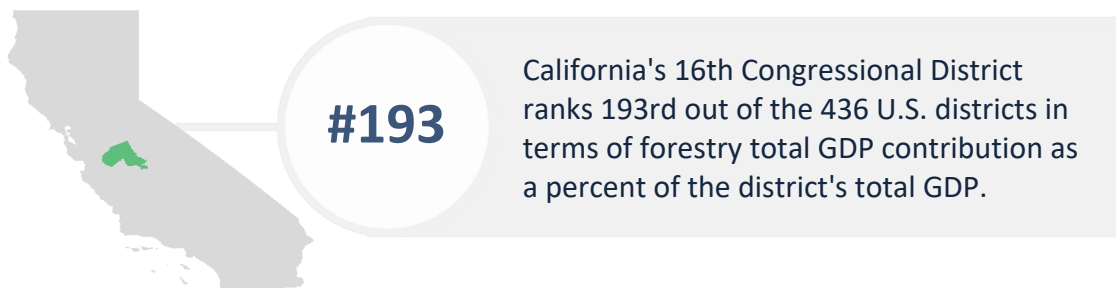 #193
California's 16th Congressional District
ranks 193rd out of the 436 U.S. districts in
terms of forestry total GDP contribution as
a percent of the district's total GDP.